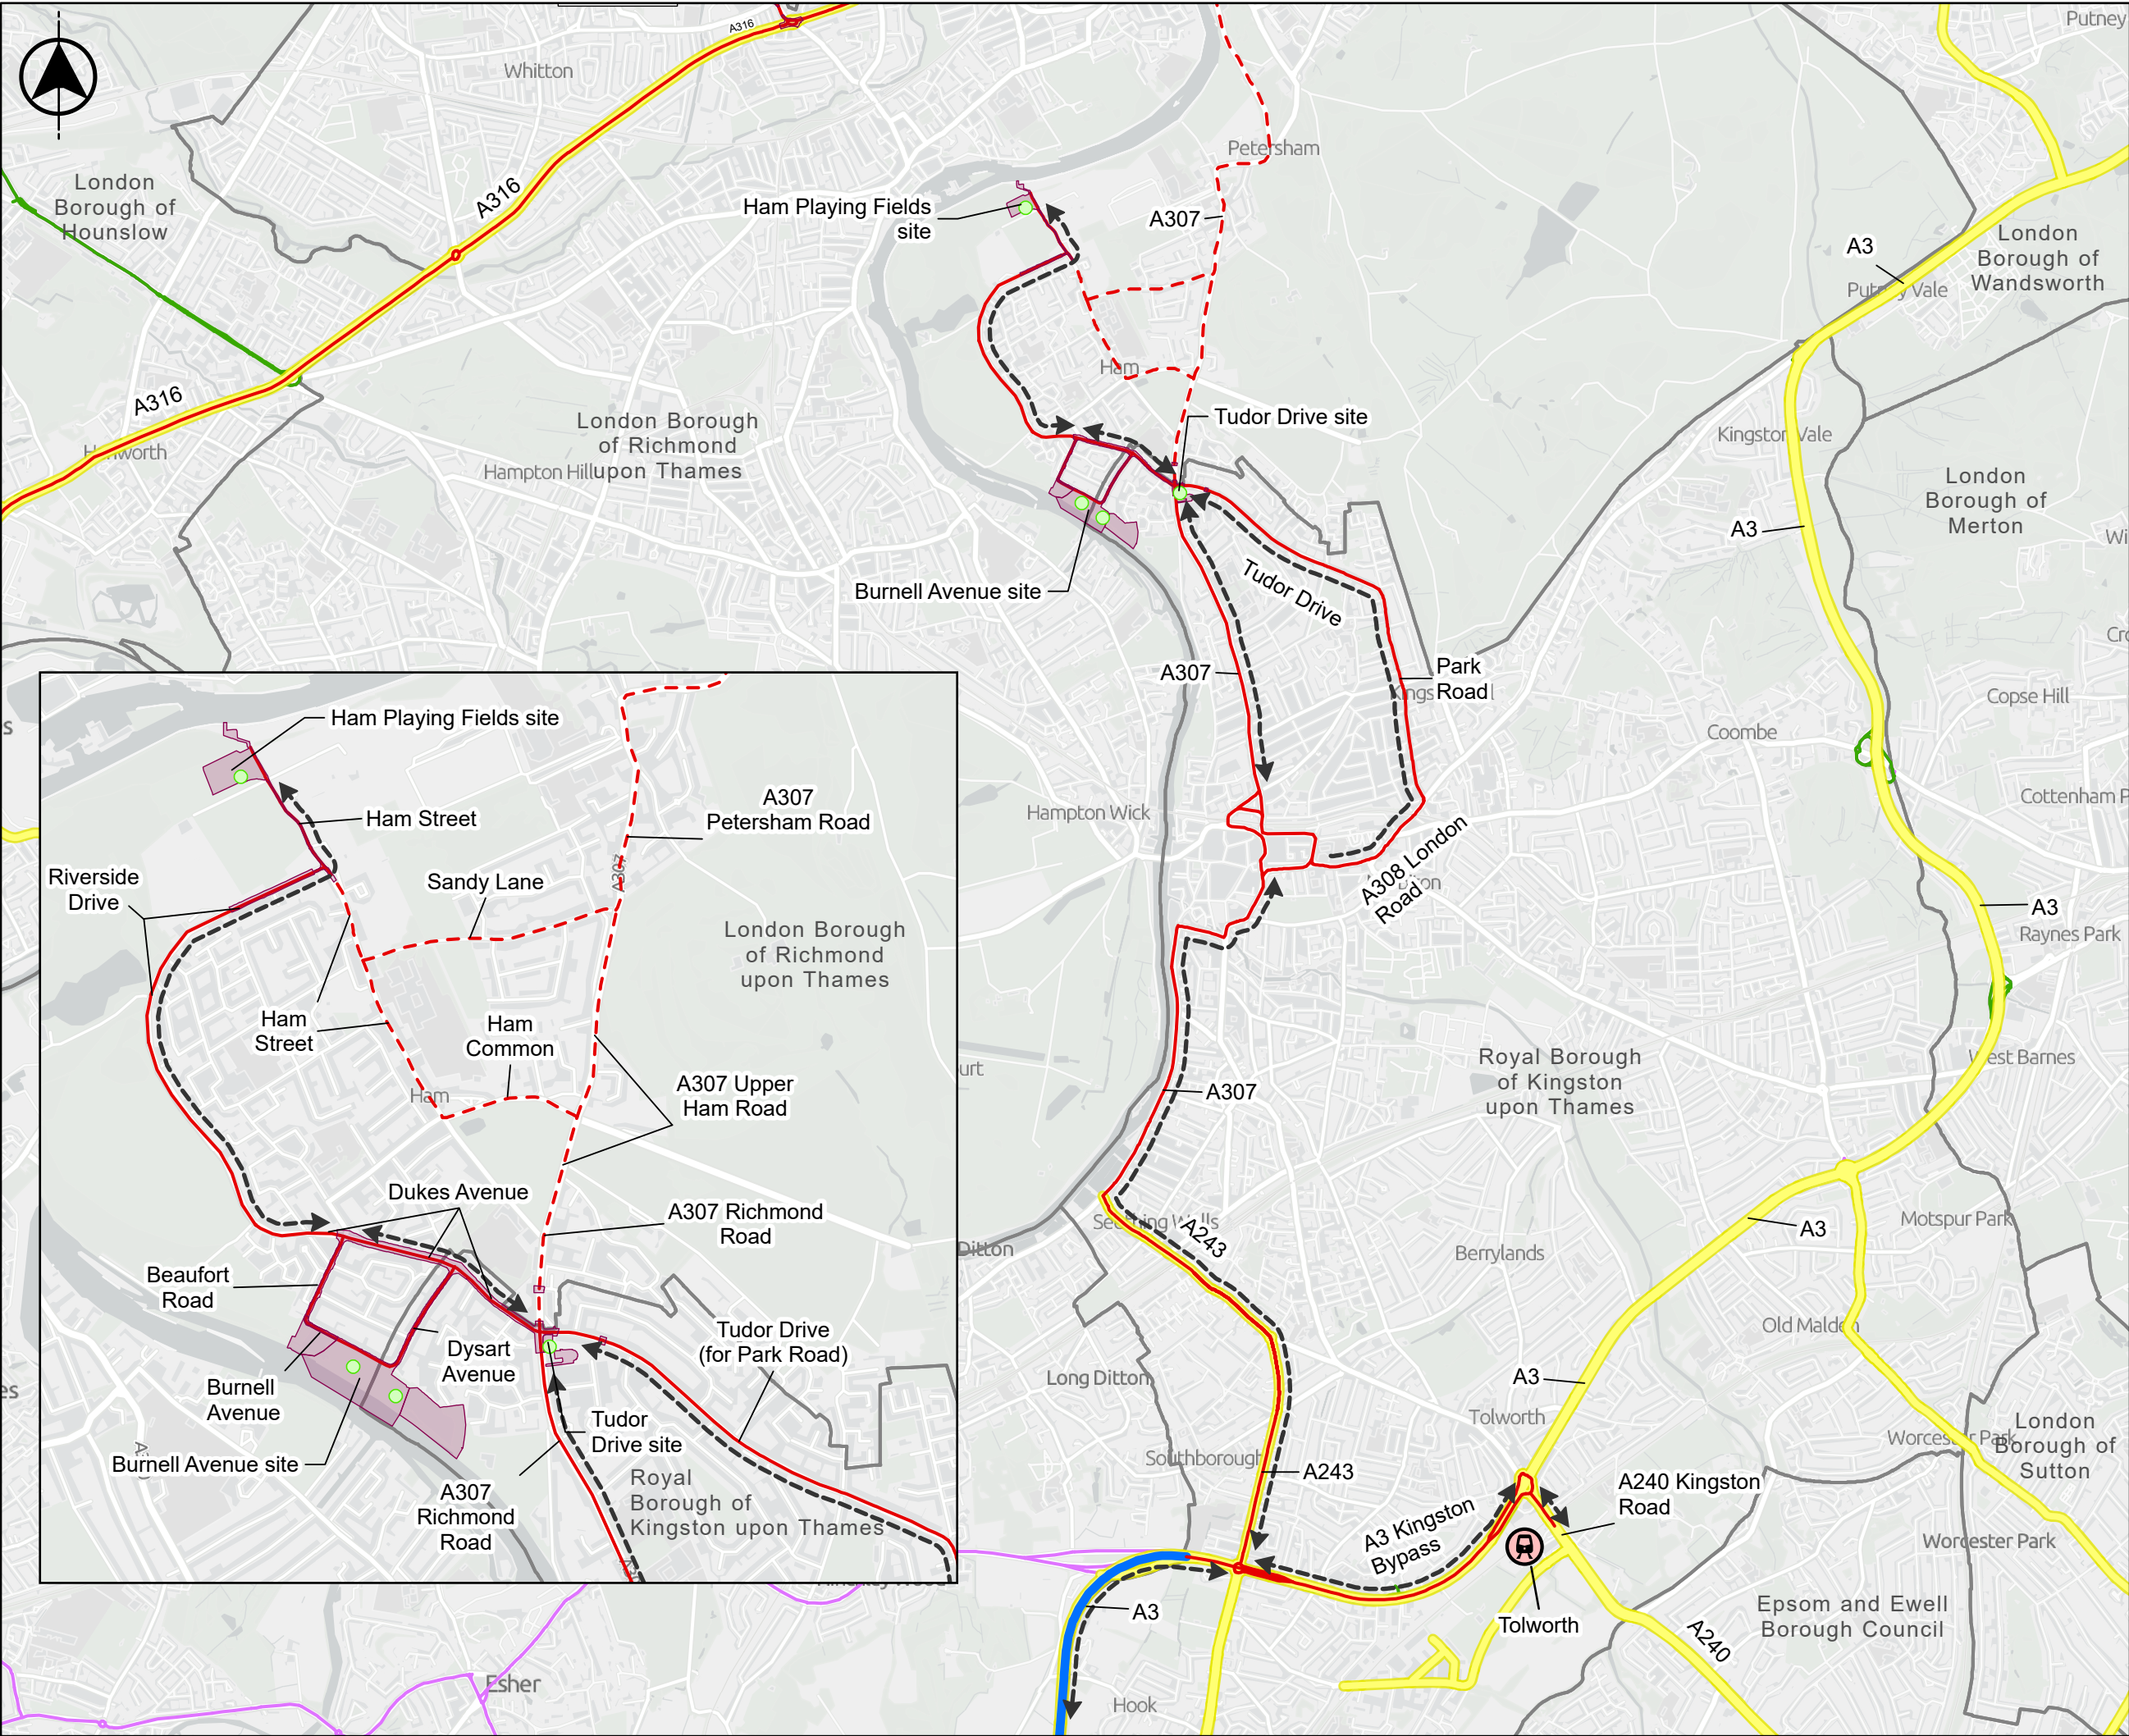 A316
Putney
Whitton
London
Borough of
Hounslow
A316
Petersham
Ham Playing Fields
site
A307
A3
London
Borough of
Wandsworth
Putney Vale
A316
Ham
London Borough
of Richmond
upon Thames
Hampton Hill
Hanworth
Tudor Drive site
Kingston Vale
London
Borough of
Merton
A3
Burnell Avenue site
Tudor Drive
A307
Park
Road
Copse Hill
Coombe
Hampton Wick
Cottenham P
A308 London
Road
A3
Raynes Park
Royal Borough
of Kingston
upon Thames
West Barnes
A307
Seething Wells
A243
Ditton
Berrylands
A3
Motspur Park
Old Malden
Long Ditton
A3
Tolworth
Southborough
A243
Worcester Park
London
Borough of
Sutton
A240 Kingston
Road
A3 Kingston
Bypass
Worcester Park
A3
Tolworth
Epsom and Ewell
Borough Council
A240
Esher
Hook
Ham Playing Fields site
A307
Petersham Road
Ham Street
A307
Riverside
Drive
Sandy Lane
London Borough
of Richmond
upon Thames
Ham
Street
Ham
Common
Ham
A307 Upper
Ham Road
Dukes Avenue
A307 Richmond
Road
Beaufort
Road
Tudor Drive
(for Park Road)
Dysart
Avenue
Burnell
Avenue
Tudor
Drive site
Burnell Avenue site
A307
Richmond
Road
Royal
Borough of
Kingston upon Thames